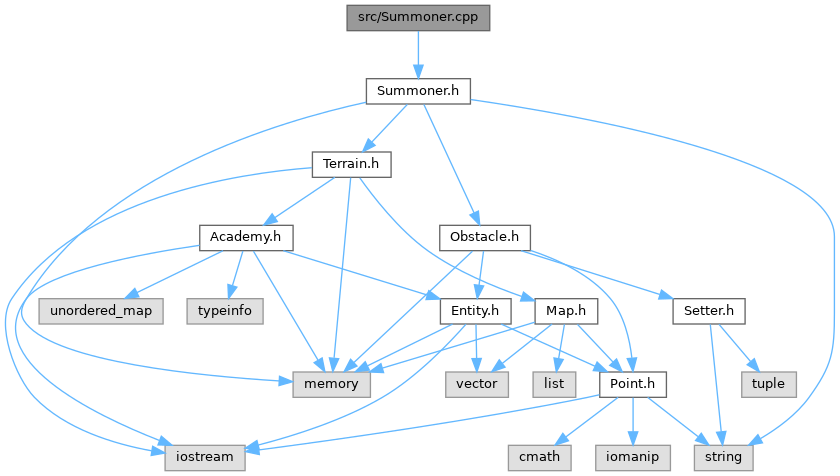 src/Summoner.cpp
Summoner.h
Terrain.h
Academy.h
Obstacle.h
unordered_map
typeinfo
Entity.h
Map.h
Setter.h
memory
vector
list
Point.h
tuple
iostream
cmath
iomanip
string